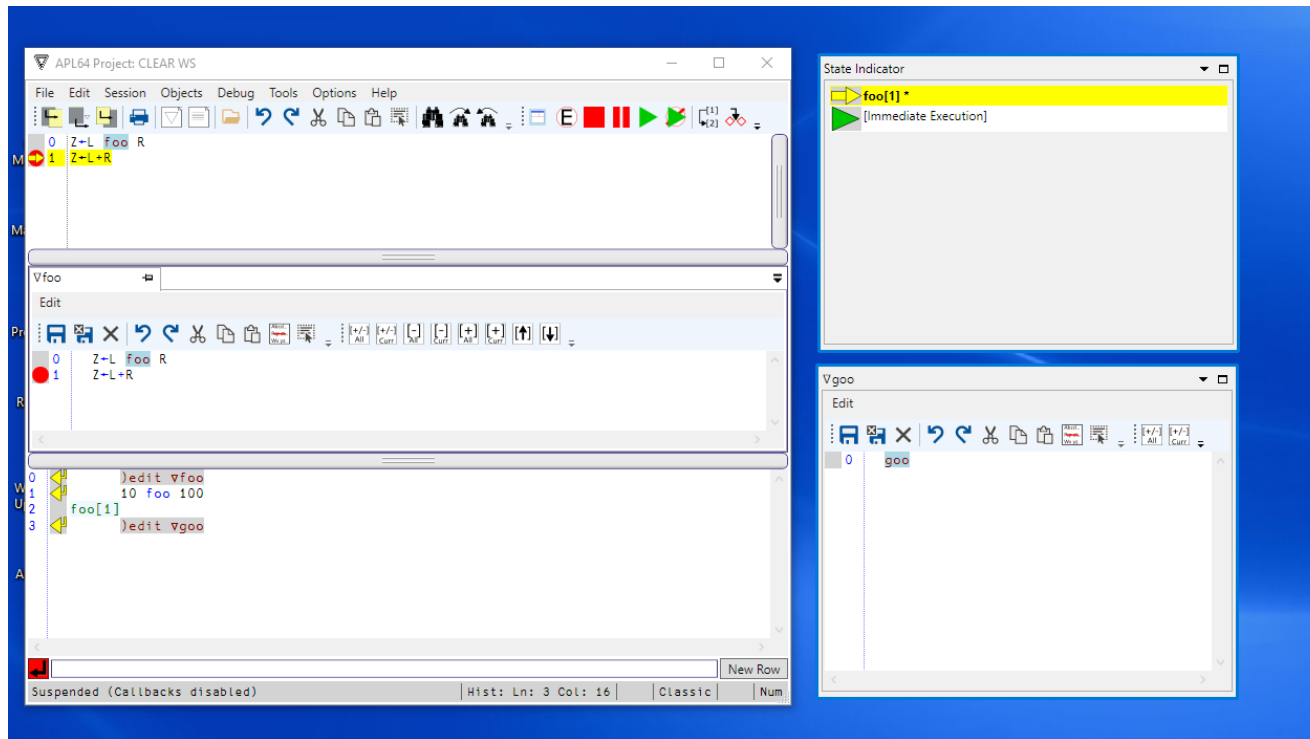 APL64 Project: CLEAR WS
File Edit Session Objects Debug Tools Options Help
0 Z←L foo R
1 Z←L+R
∇foo
Edit
0 Z←L foo R
1 Z←L+R
0 )edit ∇foo
1 10 foo 100
2 foo[1]
3 )edit ∇goo
New Row
Suspended (Callbacks disabled) Hist: Ln: 3 Col: 16 Classic Num
State Indicator
foo[1] *
[Immediate Execution]
∇goo
Edit
0 goo